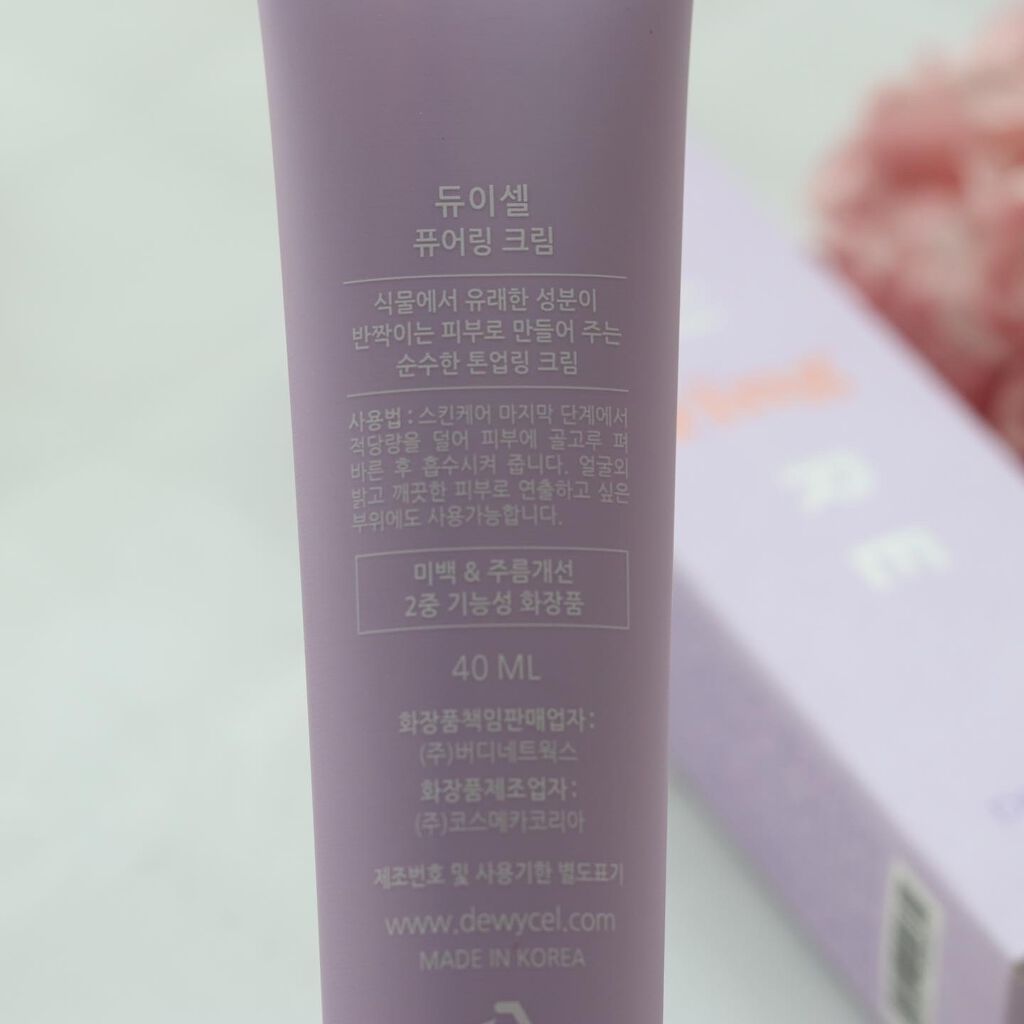 듀이셀
퓨어링 크림
식물에서 유래한 성분이
반짝이는 피부로 만들어 주는
순수한 톤업링 크림
사용법 : 스킨케어 마지막 단계에서
적당량을 덜어 피부에 골고루 펴
바른 후 흡수시켜 줍니다. 얼굴외
밝고 깨끗한 피부로 연출하고 싶은
부위에도 사용가능합니다.
미백 & 주름개선
2중 기능성 화장품
40 ML
화장품책임판매업자 :
(주)버디네트웍스
화장품제조업자 :
(주)코스메카코리아
제조번호 및 사용기한 별도표기
www.dewycel.com
MADE IN KOREA
R E